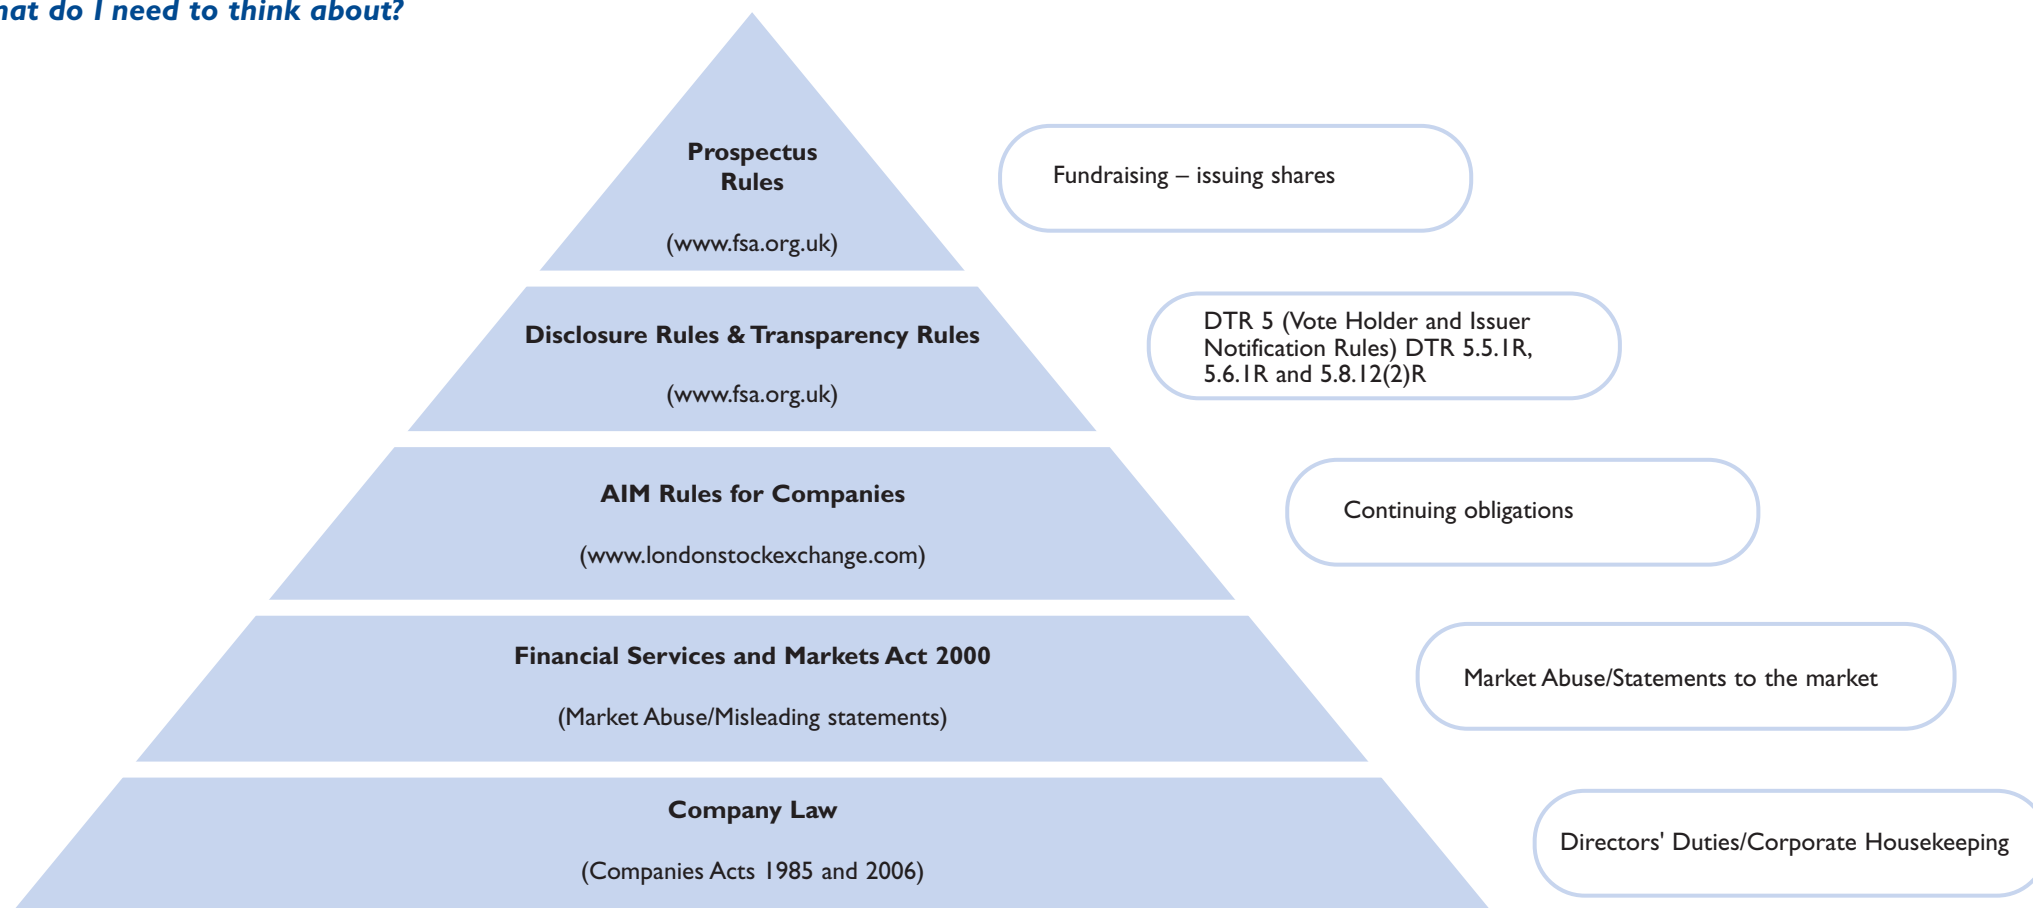 do I need to think about?
Prospectus
Rules
(www.fsa.org.uk)
Fundraising – issuing shares
Disclosure Rules & Transparency Rules
(www.fsa.org.uk)
DTR 5 (Vote Holder and Issuer
Notification Rules) DTR 5.5.1R,
5.6.1R and 5.8.12(2)R
AIM Rules for Companies
(www.londonstockexchange.com)
Continuing obligations
Financial Services and Markets Act 2000
(Market Abuse/Misleading statements)
Market Abuse/Statements to the market
Company Law
(Companies Acts 1985 and 2006)
Directors' Duties/Corporate Housekeeping